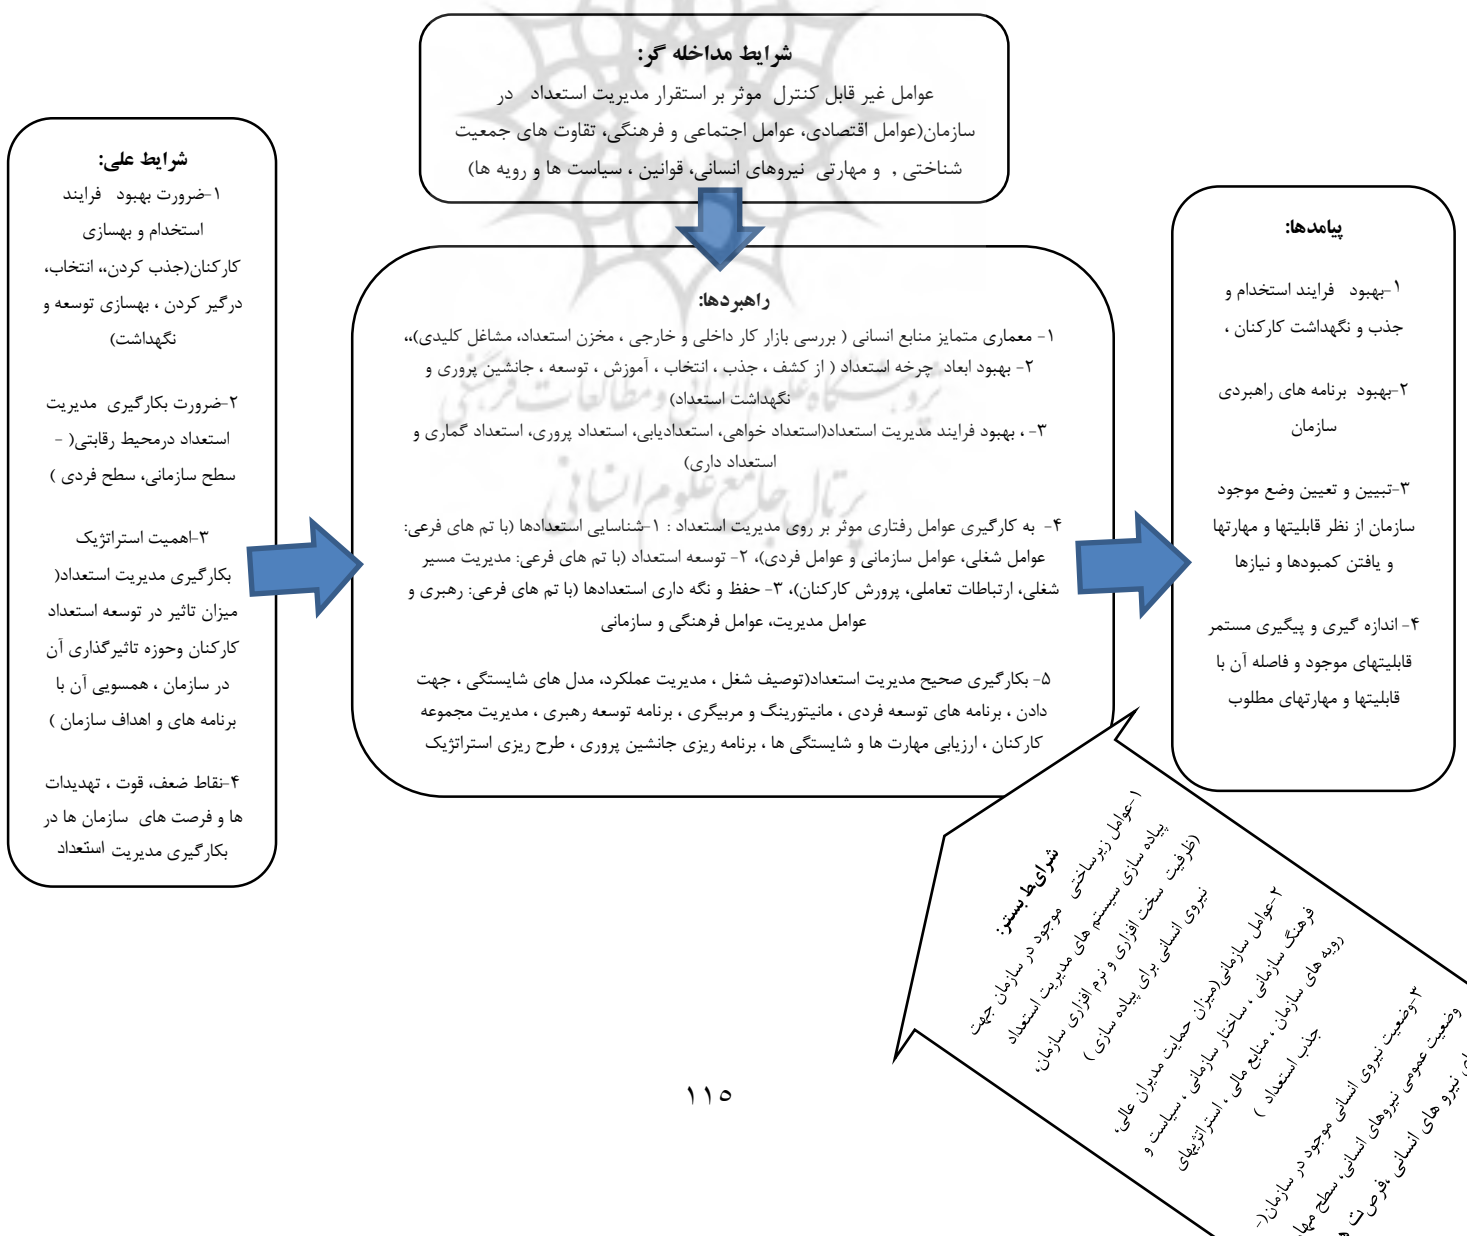 شرایط مداخله گر:
عوامل غیر قابل کنترل موثر بر استقرار مدیریت استعداد در
سازمان(عوامل اقتصادی، عوامل اجتماعی و فرهنگی، تقاوت های جمعیت
شناختی , و مهارتی نیروهای انسانی، قوانین ، سیاست ها و رویه ها)
شرایط علی:
۱-ضرورت بهبود فرایند
استخدام و بهسازی
کارکنان(جذب کردن،، انتخاب،
درگیر کردن ، بهسازی توسعه و
نگهداشت)
۲-ضرورت بکارگیری مدیریت
استعداد درمحیط رقابتی( -
سطح سازمانی، سطح فردی )
۳-اهمیت استراتژیک
بکارگیری مدیریت استعداد(
میزان تاثیر در توسعه استعداد
کارکنان وحوزه تاثیرگذاری آن
در سازمان ، همسویی آن با
برنامه های و اهداف سازمان )
۴-نقاط ضعف، قوت ، تهدیدات
ها و فرصت های سازمان ها در
بکارگیری مدیریت استعداد
راهبردها:
۱- معماری متمایز منابع انسانی ( بررسی بازار کار داخلی و خارجی ، مخزن استعداد، مشاغل کلیدی)،،
۲- بهبود ابعاد چرخه استعداد ( از کشف ، جذب ، انتخاب ، آموزش ، توسعه ، جانشین پروری و
نگهداشت استعداد)
۳- ، بهبود فرایند مدیریت استعداد(استعداد خواهی، استعدادیابی، استعداد پروری، استعداد گماری و
استعداد داری)
۴- به کارگیری عوامل رفتاری موثر بر روی مدیریت استعداد : ۱-شناسایی استعدادها (با تم های فرعی:
عوامل شغلی، عوامل سازمانی و عوامل فردی)، ۲- توسعه استعداد (با تم های فرعی: مدیریت مسیر
شغلی، ارتباطات تعاملی، پرورش کارکنان)، ۳- حفظ و نگه داری استعدادها (با تم های فرعی: رهبری و
عوامل مدیریت، عوامل فرهنگی و سازمانی
۵- بکارگیری صحیح مدیریت استعداد(توصیف شغل ، مدیریت عملکرد، مدل های شایستگی ، جهت
دادن ، برنامه های توسعه فردی ، مانیتورینگ و مربیگری ، برنامه توسعه رهبری ، مدیریت مجموعه
کارکنان ، ارزیابی مهارت ها و شایستگی ها ، برنامه ریزی جانشین پروری ، طرح ریزی استراتژیک
پیامدها:
۱-بهبود فرایند استخدام و
جذب و نگهداشت کارکنان ،
۲-بهبود برنامه های راهبردی
سازمان
۳-تبیین و تعیین وضع موجود
سازمان از نظر قابلیتها و مهارتها
و یافتن کمبودها و نیازها
۴- اندازه گیری و پیگیری مستمر
قابلیتهای موجود و فاصله آن با
قابلیتها و مهارتهای مطلوب
شرایط بستر:
۱-عوامل زیرساختی موجود در سازمان جهت
پیاده سازی سیستم های مدیریت استعداد
(ظرفیت سخت افزاری و نرم افزاری سازمان،
نیروی انسانی برای پیاده سازی )
۲-عوامل سازمانی(میزان حمایت مدیران عالی،
فرهنگ سازمانی ، ساختار سازمانی ، سیاست و
رویه های سازمان ، منابع مالی ، استراتژیهای
جذب استعداد )
۳-وضعیت نیروی انسانی موجود در سازمان(-
وضعیت عمومی نیروهای انسانی، سطح
نیرو های انسانی ،فرصت
پژوهشگاه علوم انسانی و مطالعات فرهنگی
پرتال جامع علوم انسانی
۱۱۵